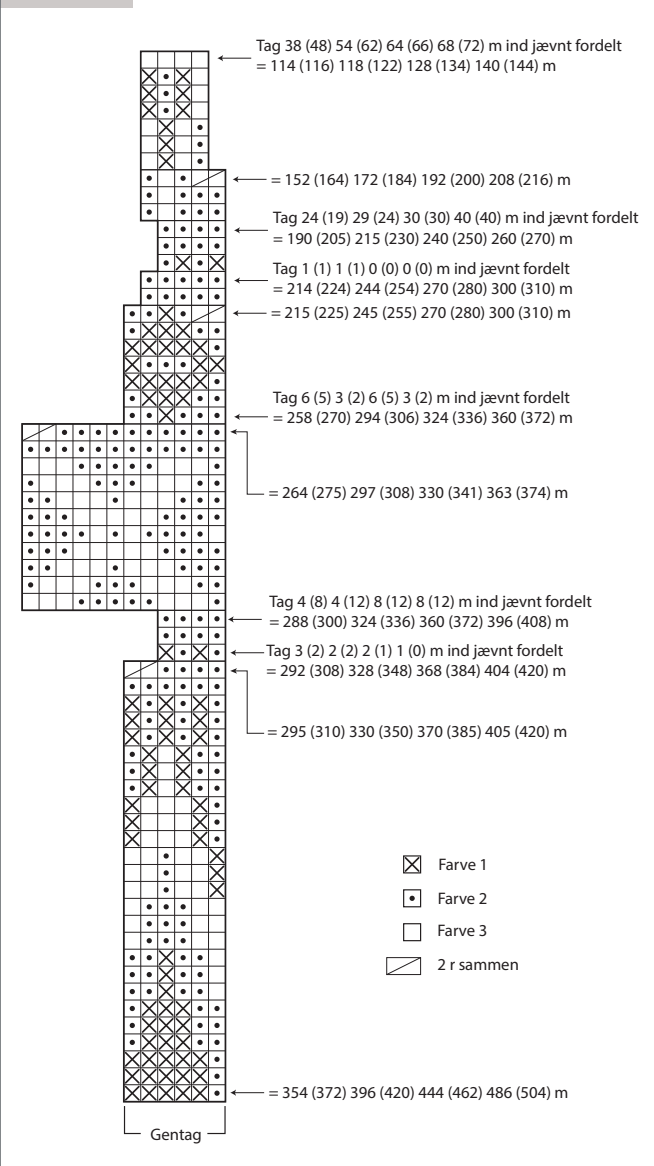 Tag 38 (48) 54 (62) 64 (66) 68 (72) m ind jævnt fordelt
= 114 (116) 118 (122) 128 (134) 140 (144) m
= 152 (164) 172 (184) 192 (200) 208 (216) m
Tag 24 (19) 29 (24) 30 (30) 40 (40) m ind jævnt fordelt
= 190 (205) 215 (230) 240 (250) 260 (270) m
Tag 1 (1) 1 (1) 0 (0) 0 (0) m ind jævnt fordelt
= 214 (224) 244 (254) 270 (280) 300 (310) m
= 215 (225) 245 (255) 270 (280) 300 (310) m
Tag 6 (5) 3 (2) 6 (5) 3 (2) m ind jævnt fordelt
= 258 (270) 294 (306) 324 (336) 360 (372) m
= 264 (275) 297 (308) 330 (341) 363 (374) m
Tag 4 (8) 4 (12) 8 (12) 8 (12) m ind jævnt fordelt
= 288 (300) 324 (336) 360 (372) 396 (408) m
Tag 3 (2) 2 (2) 2 (1) 1 (0) m ind jævnt fordelt
= 292 (308) 328 (348) 368 (384) 404 (420) m
= 295 (310) 330 (350) 370 (385) 405 (420) m
Farve 1
Farve 2
Farve 3
2 r sammen
= 354 (372) 396 (420) 444 (462) 486 (504) m
Gentag